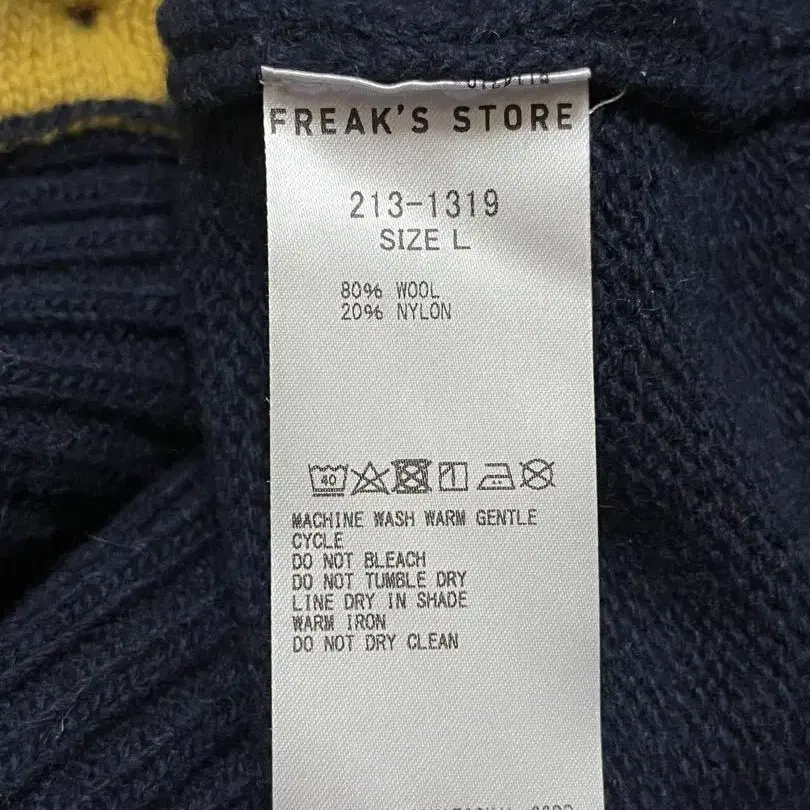 FREAK'S STORE
213-1319
SIZE L
80% WOOL
20% NYLON
40
MACHINE WASH WARM GENTLE
CYCLE
DO NOT BLEACH
DO NOT TUMBLE DRY
LINE DRY IN SHADE
WARM IRON
DO NOT DRY CLEAN